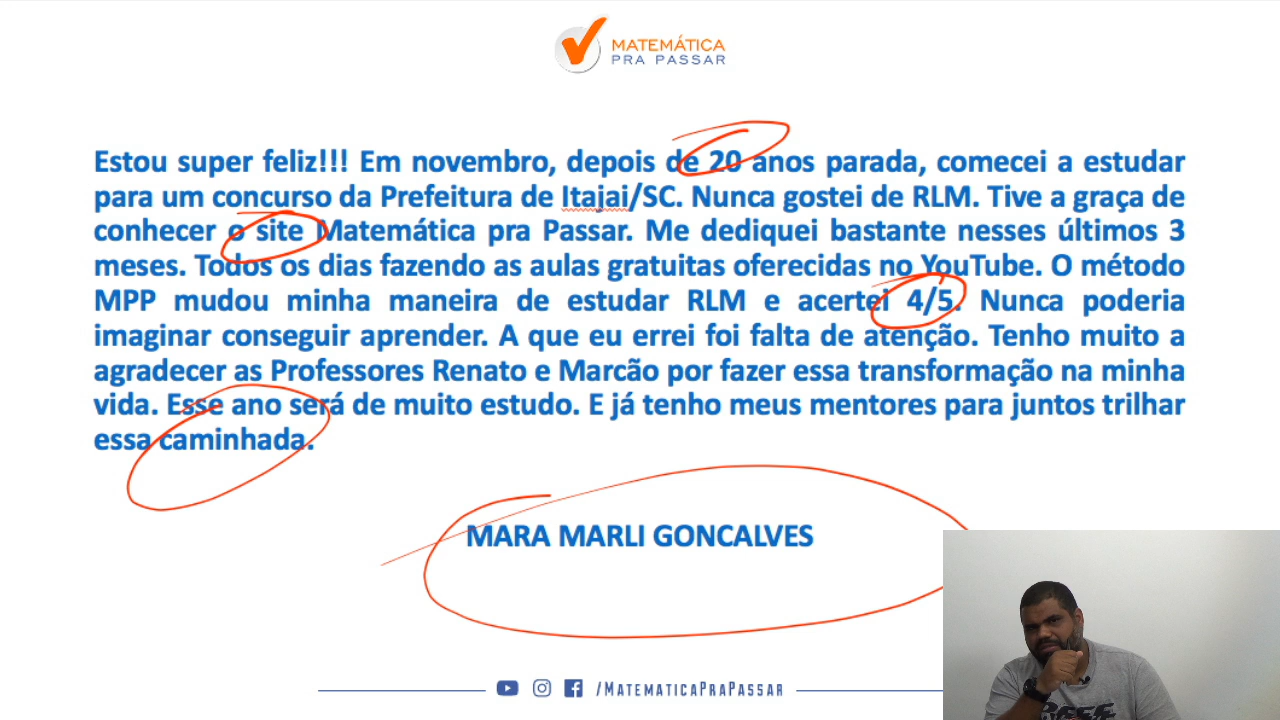 MATEMÁTICA
PRA PASSAR
Estou super feliz!!! Em novembro, depois de 20 anos parada, comecei a estudar
para um concurso da Prefeitura de Itajai/SC. Nunca gostei de RLM. Tive a graça de
conhecer o site Matemática pra Passar. Me dediquei bastante nesses últimos 3
meses. Todos os dias fazendo as aulas gratuitas oferecidas no YouTube. O método
MPP mudou minha maneira de estudar RLM e acertei 4/5. Nunca poderia
imaginar conseguir aprender. A que eu errei foi falta de atenção. Tenho muito a
agradecer as Professores Renato e Marcão por fazer essa transformação na minha
vida. Esse ano será de muito estudo. E já tenho meus mentores para juntos trilhar
essa caminhada.
MARA MARLI GONCALVES
/MATEMATICAPRAPASSAR